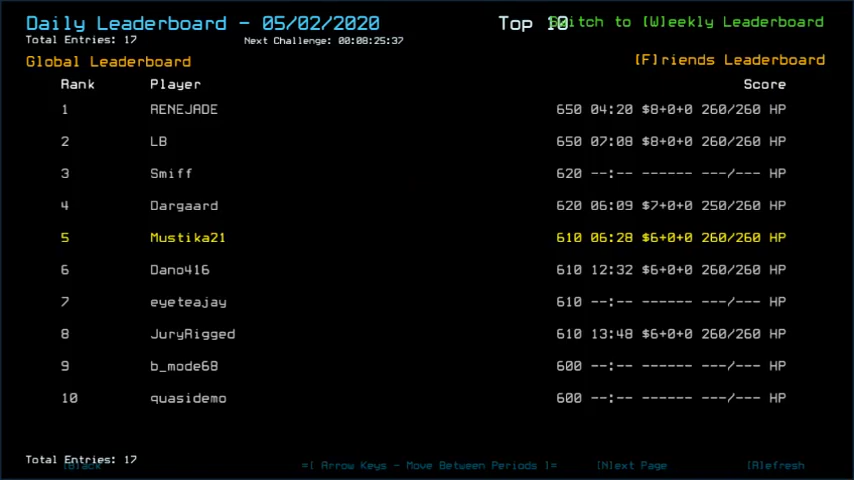 Daily Leaderboard - 05/02/2020 Top 10 Switch to [W]eekly Leaderboard
Total Entries: 17 Next Challenge: 00:08:25:37
Global Leaderboard [F]riends Leaderboard
Rank Player Score
1 RENEJADE 650 04:20 $8+0+0 260/260 HP
2 LB 650 07:08 $8+0+0 260/260 HP
3 Smiff 620 --:-- ------ ---/--- HP
4 Dargaard 620 06:09 $7+0+0 250/260 HP
5 Mustika21 610 06:28 $6+0+0 260/260 HP
6 Dano416 610 12:32 $6+0+0 260/260 HP
7 eyeteajay 610 --:-- ------ ---/--- HP
8 JuryRigged 610 13:48 $6+0+0 260/260 HP
9 b_mode68 600 --:-- ------ ---/--- HP
10 quasidemo 600 --:-- ------ ---/--- HP
Total Entries: 17
[B]ack =[ Arrow Keys - Move Between Periods ]= [N]ext Page [R]efresh